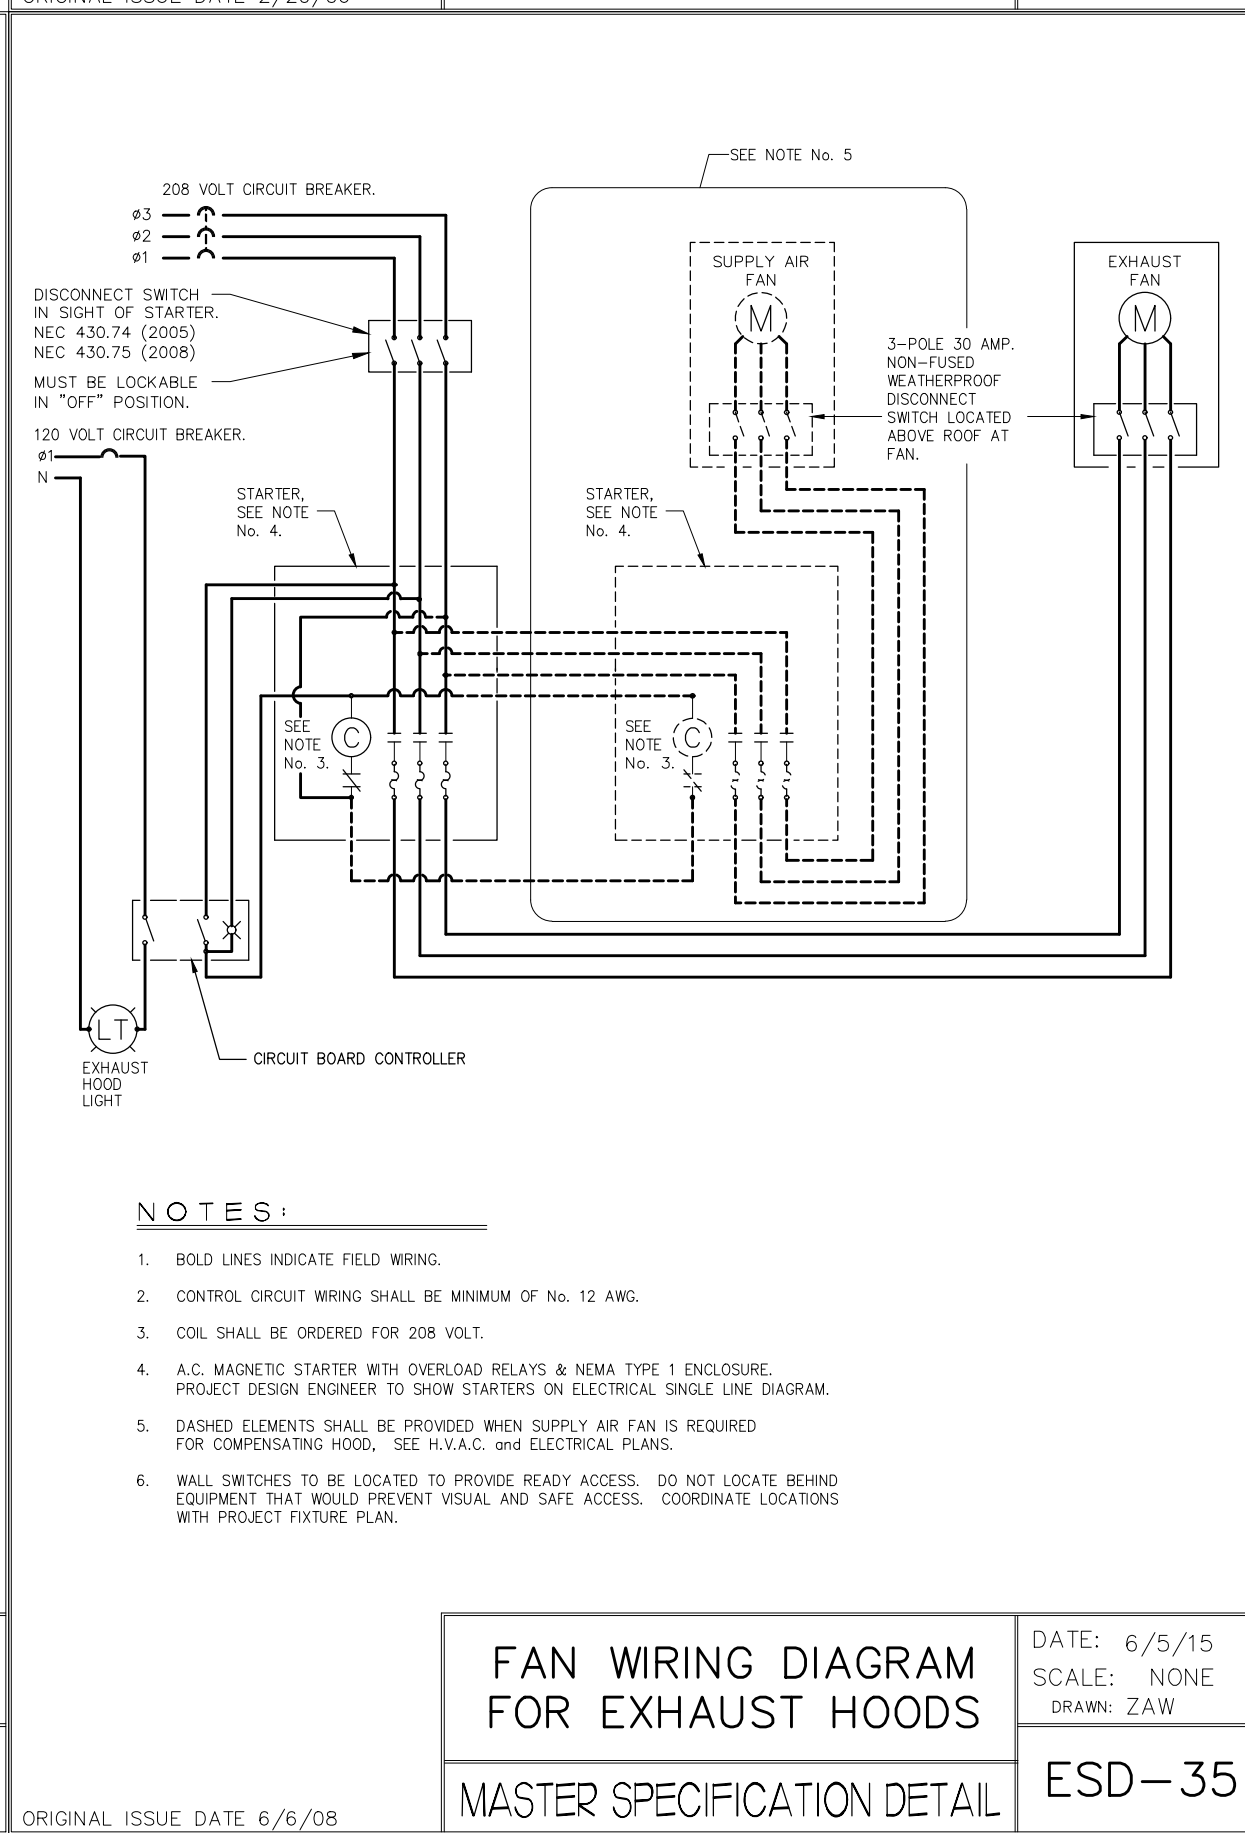 ORIGINAL ISSUE DATE 2/20/08
SEE NOTE No. 5
208 VOLT CIRCUIT BREAKER.
ø3
ø2
ø1
DISCONNECT SWITCH
IN SIGHT OF STARTER.
NEC 430.74 (2005)
NEC 430.75 (2008)
MUST BE LOCKABLE
IN "OFF" POSITION.
120 VOLT CIRCUIT BREAKER.
ø1
N
SUPPLY AIR
FAN
M
EXHAUST
FAN
M
3-POLE 30 AMP.
NON-FUSED
WEATHERPROOF
DISCONNECT
SWITCH LOCATED
ABOVE ROOF AT
FAN.
STARTER,
SEE NOTE
No. 4.
STARTER,
SEE NOTE
No. 4.
SEE
NOTE
No. 3.
C
SEE
NOTE
No. 3.
C
LT
EXHAUST
HOOD
LIGHT
CIRCUIT BOARD CONTROLLER
NOTES:
1. BOLD LINES INDICATE FIELD WIRING.
2. CONTROL CIRCUIT WIRING SHALL BE MINIMUM OF No. 12 AWG.
3. COIL SHALL BE ORDERED FOR 208 VOLT.
4. A.C. MAGNETIC STARTER WITH OVERLOAD RELAYS & NEMA TYPE 1 ENCLOSURE.
PROJECT DESIGN ENGINEER TO SHOW STARTERS ON ELECTRICAL SINGLE LINE DIAGRAM.
5. DASHED ELEMENTS SHALL BE PROVIDED WHEN SUPPLY AIR FAN IS REQUIRED
FOR COMPENSATING HOOD, SEE H.V.A.C. and ELECTRICAL PLANS.
6. WALL SWITCHES TO BE LOCATED TO PROVIDE READY ACCESS. DO NOT LOCATE BEHIND
EQUIPMENT THAT WOULD PREVENT VISUAL AND SAFE ACCESS. COORDINATE LOCATIONS
WITH PROJECT FIXTURE PLAN.
FAN WIRING DIAGRAM
FOR EXHAUST HOODS
MASTER SPECIFICATION DETAIL
DATE: 6/5/15
SCALE: NONE
DRAWN: ZAW
ESD-35
ORIGINAL ISSUE DATE 6/6/08